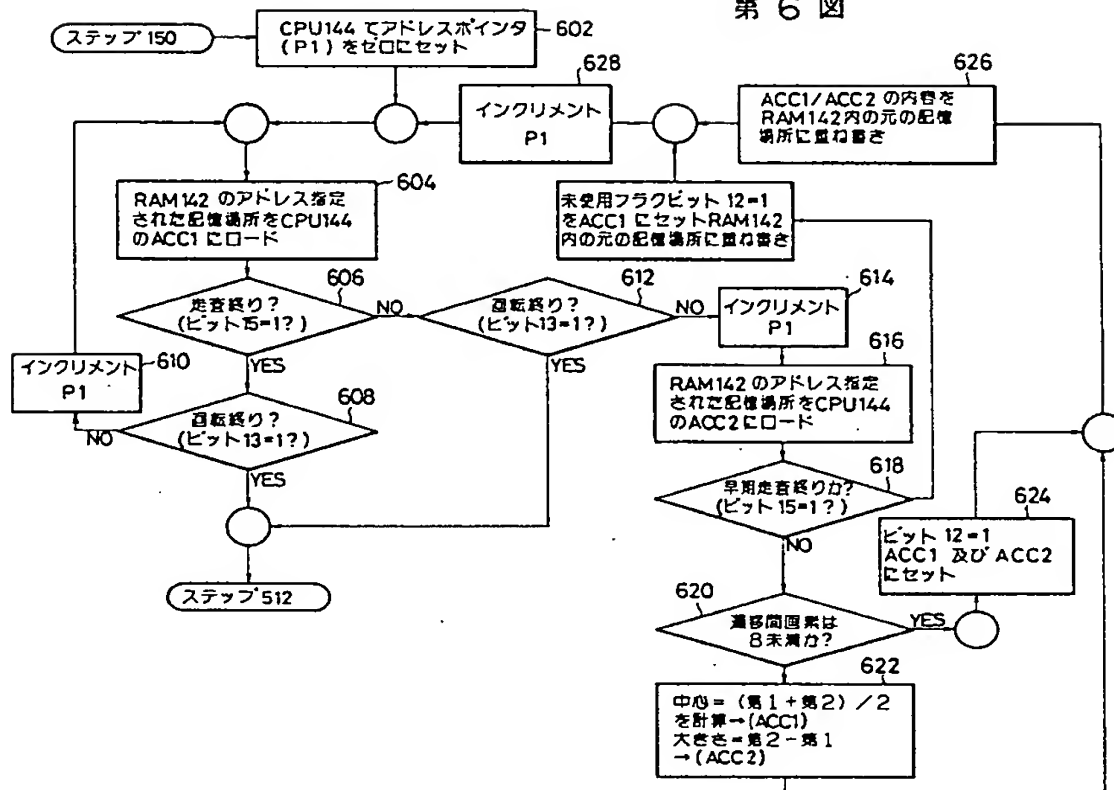 第 6 図
ステップ150
CPU144 てアドレスポインタ
(P1) をゼロにセット
602
628
インクリメント
P1
626
ACC1/ACC2 の内容を
RAM142内の元の記憶
場所に重ね書き
604
RAM142 のアドレス指定
された記憶場所をCPU144
のACC1 にロード
未使用フラクビット 12=1
をACC1 にセットRAM142
内の元の記憶場所に重ね書き
606
走査終り?
(ビット15=1?)
NO
YES
612
回転終り?
(ビット13=1?)
NO
YES
614
インクリメント
P1
610
インクリメント
P1
608
回転終り?
(ビット13=1?)
NO
YES
616
RAM142 のアドレス指定
された記憶場所をCPU144
のACC2 にロード
618
早期走査終りか?
(ビット 15=1?)
NO
624
ビット 12=1
ACC1 及び ACC2
にセット
ステップ512
620
遷移間画素は
8未満か?
YES
622
中心= (第1+第2) /2
を計算→(ACC1)
大きさ=第2-第1
→(ACC2)